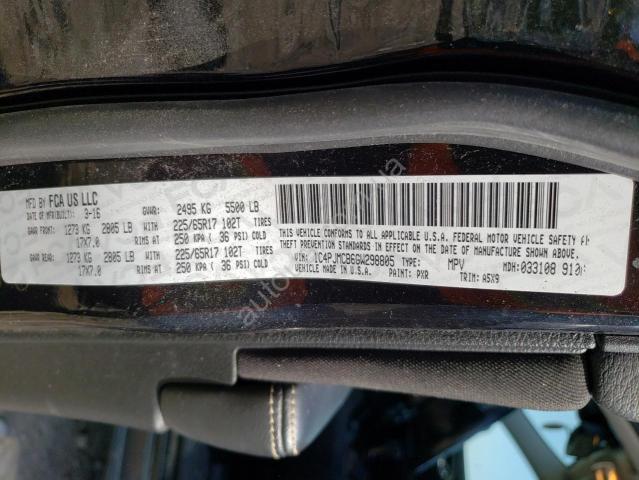 MFD BY FCA US LLC
DATE OF MFR(BUILT): 3-16 GVWR: 2495 KG 5500 LB
GAWR FRONT: 1273 KG 2805 LB WITH 225/65R17 102T TIRES
17X7.0 RIMS AT 250 KPA ( 36 PSI) COLD
GAWR REAR: 1273 KG 2805 LB WITH 225/65R17 102T TIRES
17X7.0 RIMS AT 250 KPA ( 36 PSI) COLD
THIS VEHICLE CONFORMS TO ALL APPLICABLE U.S.A. FEDERAL MOTOR VEHICLE SAFETY
THEFT PREVENTION STANDARDS IN EFFECT ON THE DATE OF MANUFACTURE SHOWN ABOVE.
VIN: 1C4PJMCB6GW298805 TYPE: MPV MDH: 033108 910
VEHICLE MADE IN U.S.A. PAINT: PXR TRIM: A5X9